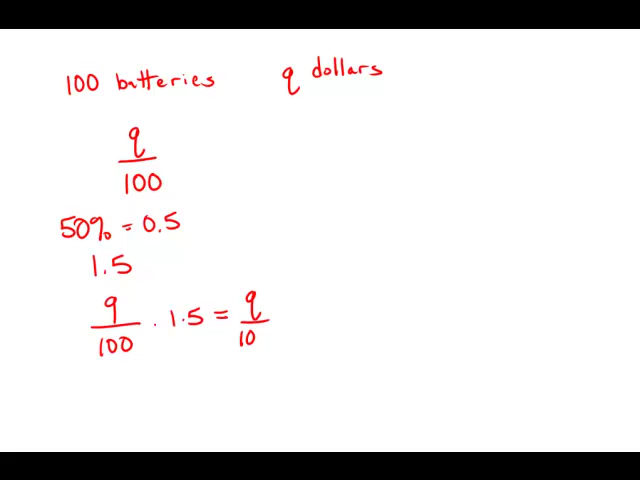 100 batteries q dollars
q
100
50% = 0.5
1.5
q
100 · 1.5 = q
10